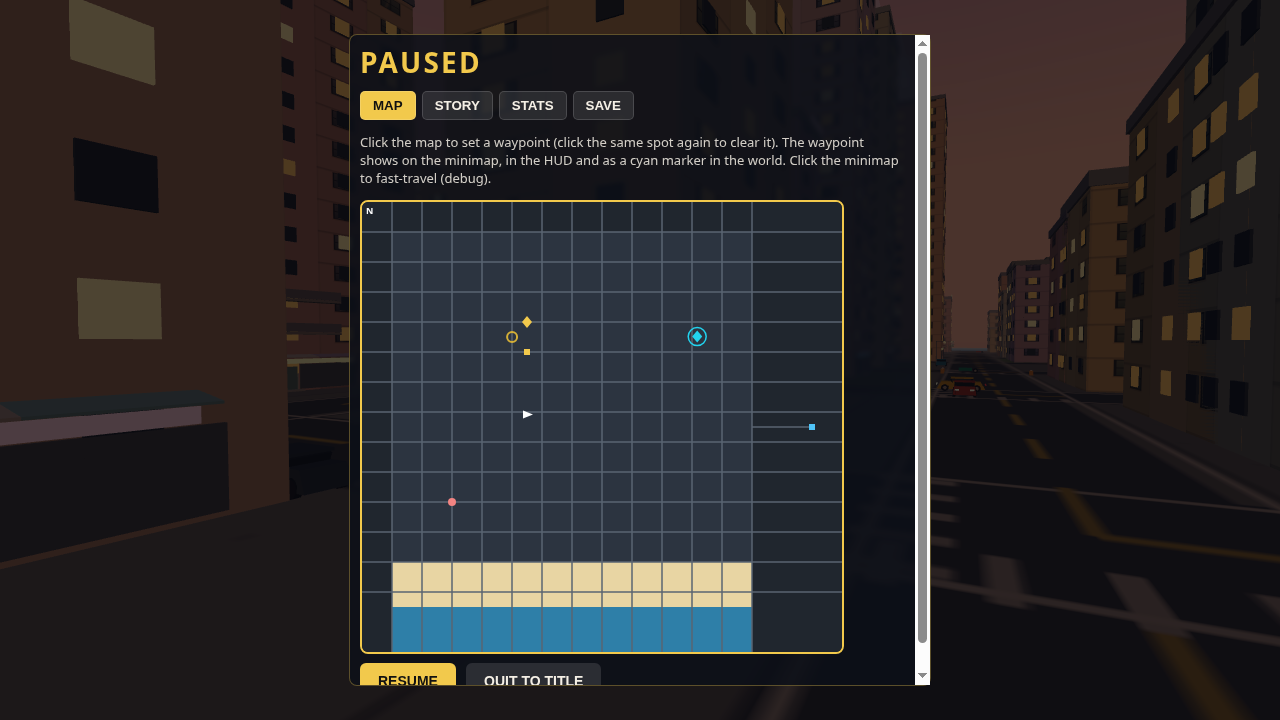 PAUSED
MAP STORY STATS SAVE
Click the map to set a waypoint (click the same spot again to clear it). The waypoint
shows on the minimap, in the HUD and as a cyan marker in the world. Click the minimap
to fast-travel (debug).
N
RESUME QUIT TO TITLE